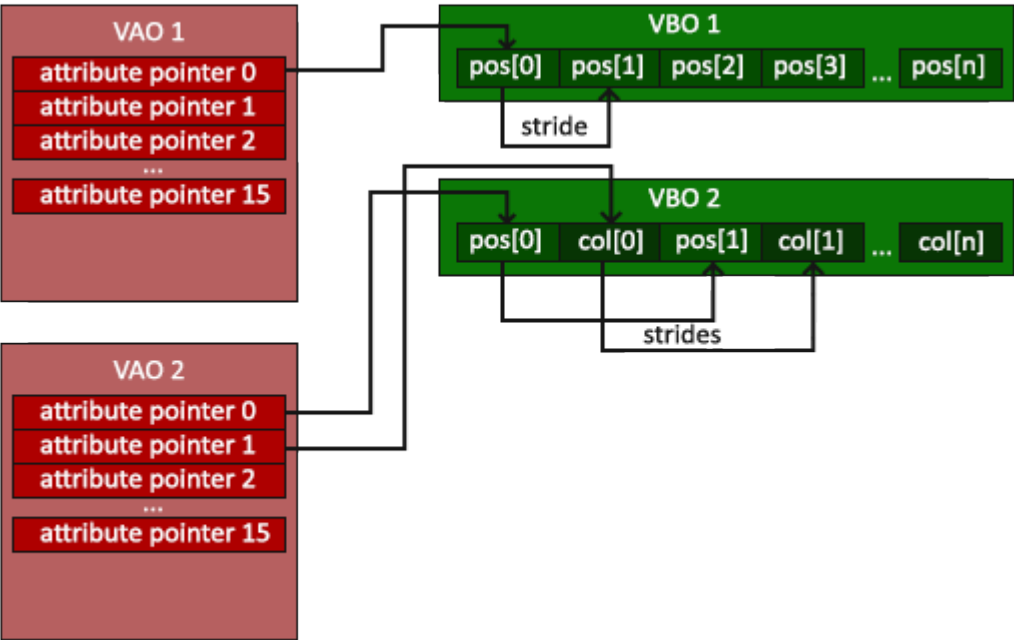 VAO 1
attribute pointer 0
attribute pointer 1
attribute pointer 2
...
attribute pointer 15
VBO 1
pos[0] pos[1] pos[2] pos[3] ... pos[n]
stride
VBO 2
pos[0] col[0] pos[1] col[1] ... col[n]
strides
VAO 2
attribute pointer 0
attribute pointer 1
attribute pointer 2
...
attribute pointer 15